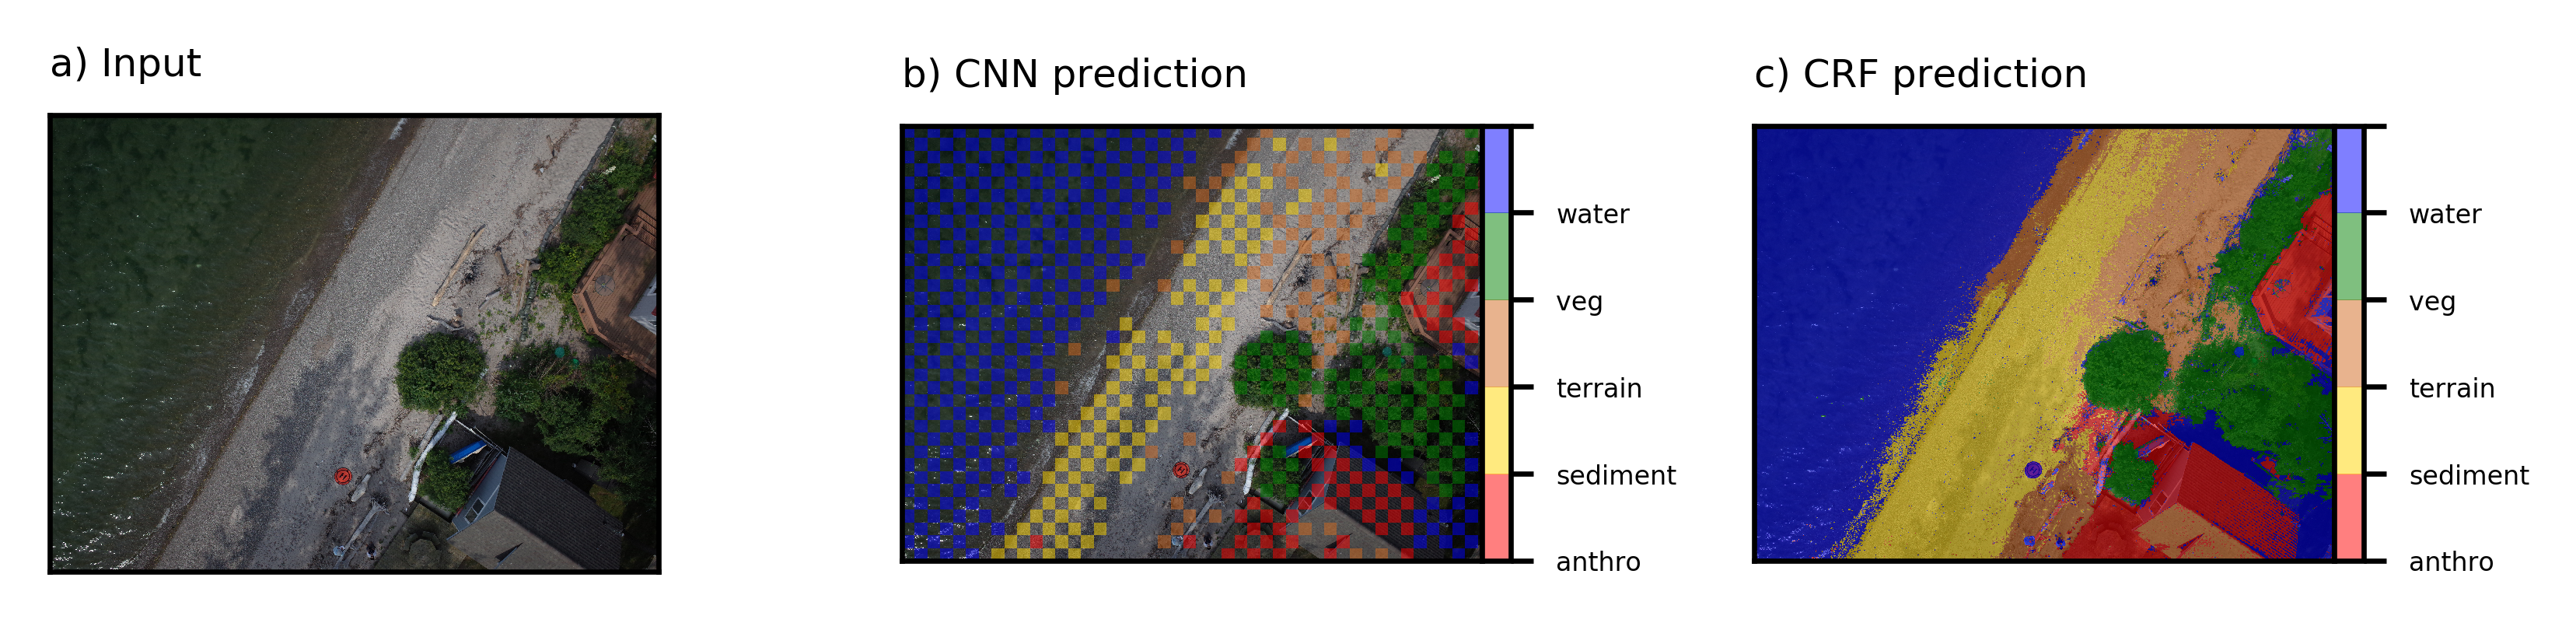 a) Input
b) CNN prediction
c) CRF prediction
water
veg
terrain
sediment
anthro
water
veg
terrain
sediment
anthro